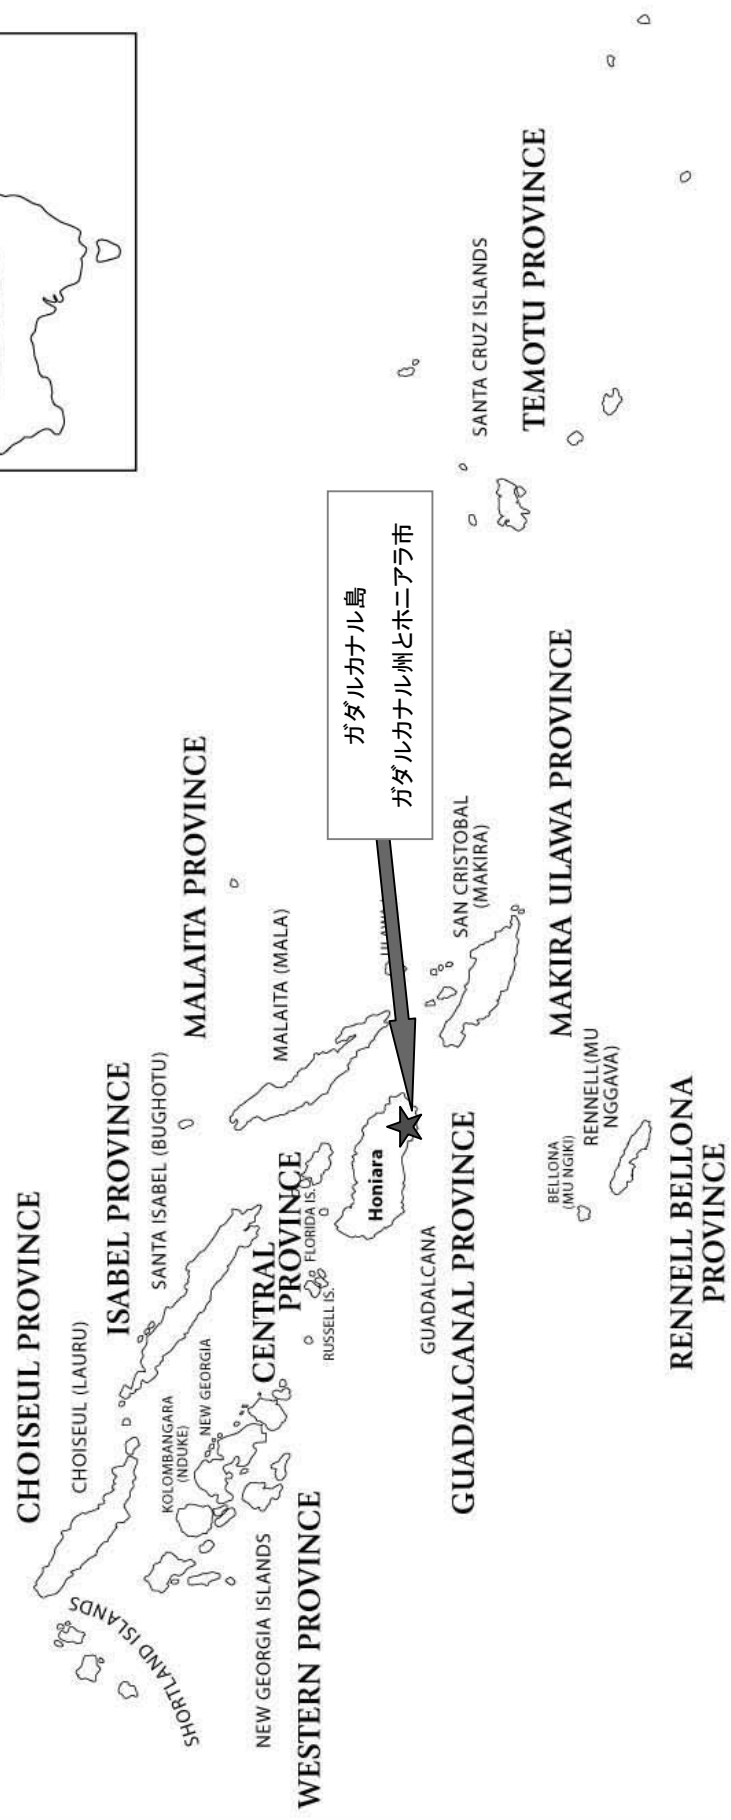 CHOISEUL PROVINCE
CHOISEUL (LAURU)
SHORTLAND ISLANDS
ISABEL PROVINCE
SANTA ISABEL (BUGHOTU)
MALAITA PROVINCE
MALAITA (MALA)
KOLOMBANGARA
(NDUKE)
NEW GEORGIA
NEW GEORGIA ISLANDS
WESTERN PROVINCE
CENTRAL
PROVINCE
FLORIDA IS.
RUSSELL IS.
Honiara
GUADALCANA
GUADALCANAL PROVINCE
ガダルカナル島
ガダルカナル州とホニアラ市
SAN CRISTOBAL
(MAKIRA)
MAKIRA ULAWA PROVINCE
SANTA CRUZ ISLANDS
TEMOTU PROVINCE
BELLONA
(MU NGIKI)
RENNELL(MU
NGGAVA)
RENNELL BELLONA
PROVINCE